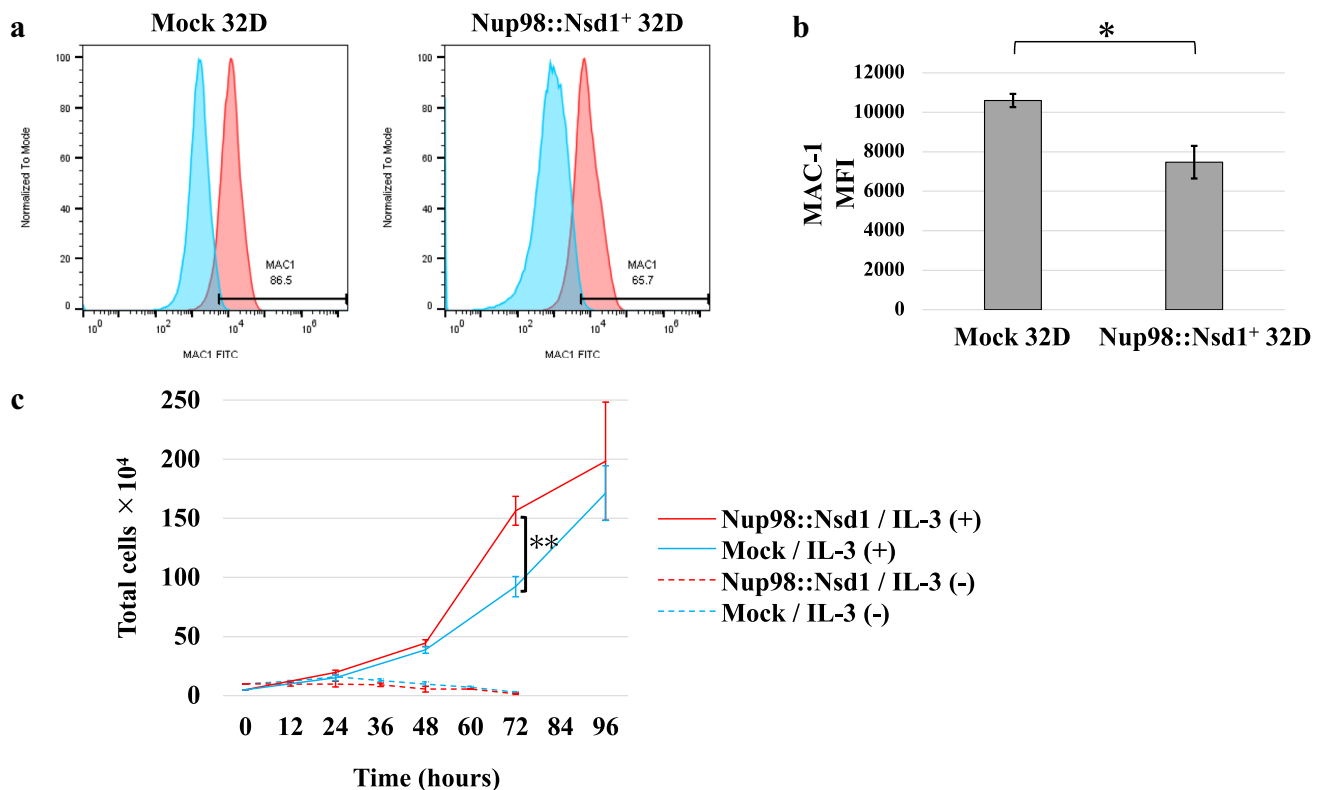 a
Mock 32D
Nup98::Nsd1⁺ 32D
Normalized To Mode
100
80
60
40
20
0
MAC1
86.5
10⁰ 10² 10⁴ 10⁶
MAC1 FITC
Normalized To Mode
100
80
60
40
20
0
MAC1
65.7
10⁰ 10² 10⁴ 10⁶
MAC1 FITC
b
*
MAC-1
MFI
12000
10000
8000
6000
4000
2000
0
Mock 32D Nup98::Nsd1⁺ 32D
c
Total cells ×10⁴
250
200
150
100
50
0
**
0 12 24 36 48 60 72 84 96
Time (hours)
Nup98::Nsd1 / IL-3 (+)
Mock / IL-3 (+)
Nup98::Nsd1 / IL-3 (-)
Mock / IL-3 (-)